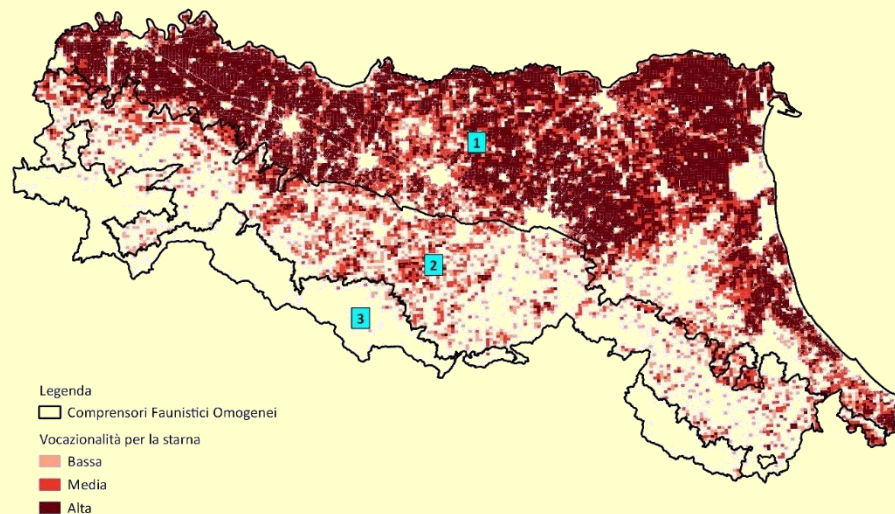 1
2
3
Legenda
Comprensori Faunistici Omogenei
Vocazionalità per la starna
Bassa
Media
Alta